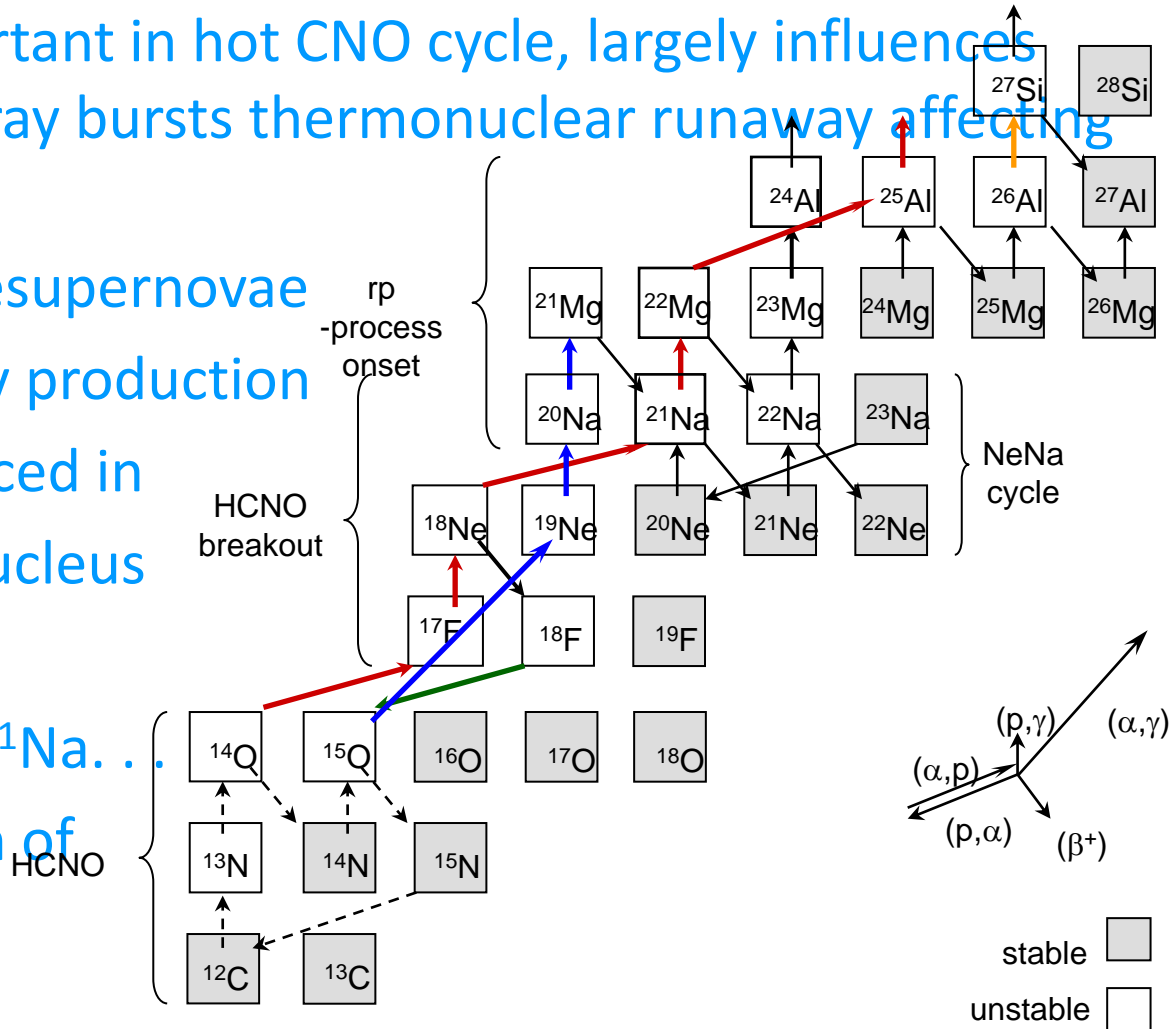 rtant in hot CNO cycle, largely influences
ray bursts thermonuclear runaway affecting
esupernovae
y production
ced in
ucleus
¹Na. . .
n of
²⁷Si ²⁸Si
²⁴Al ²⁵Al ²⁶Al ²⁷Al
rp
-process
onset
²¹Mg ²²Mg ²³Mg ²⁴Mg ²⁵Mg ²⁶Mg
²⁰Na ²¹Na ²²Na ²³Na
NeNa
cycle
HCNO
breakout
¹⁸Ne ¹⁹Ne ²⁰Ne ²¹Ne ²²Ne
¹⁷F ¹⁸F ¹⁹F
¹⁴O ¹⁵O ¹⁶O ¹⁷O ¹⁸O
HCNO
¹³N ¹⁴N ¹⁵N
¹²C ¹³C
(p,γ) (α,γ)
(α,p)
(p,α) (β⁺)
stable
unstable